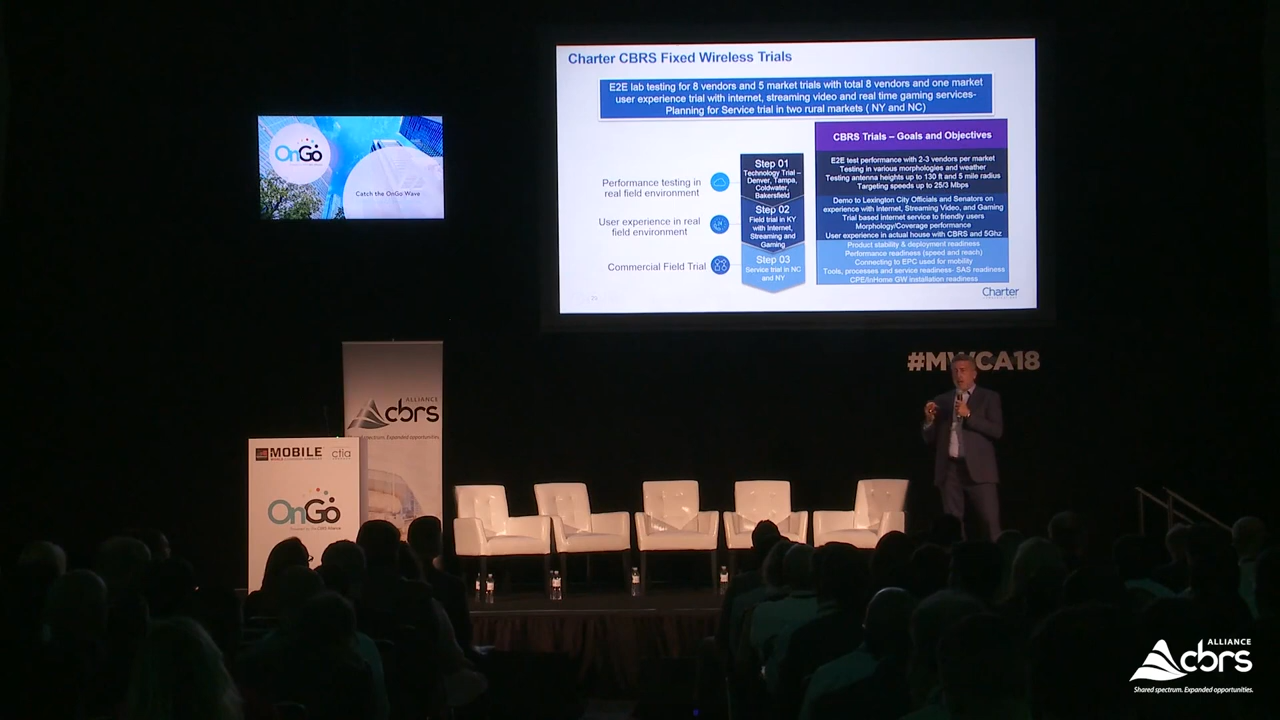 Charter CBRS Fixed Wireless Trials
E2E lab testing for 8 vendors and 5 market trials with total 8 vendors and one market
user experience trial with internet, streaming video and real time gaming services-
Planning for Service trial in two rural markets ( NY and NC)
CBRS Trials – Goals and Objectives
Performance testing in
real field environment
Step 01
Technology Trial –
Denver, Tampa,
Coldwater,
Bakersfield
E2E test performance with 2-3 vendors per market
Testing in various morphologies and weather
Testing antenna heights up to 130 ft and 5 mile radius
Targeting speeds up to 25/3 Mbps
User experience in real
field environment
Step 02
Field trial in KY
with Internet,
Streaming and
Gaming
Demo to Lexington City Officials and Senators on
experience with Internet, Streaming Video, and Gaming
Trial based internet service to friendly users
Morphology/Coverage performance
User experience in actual house with CBRS and 5Ghz
Commercial Field Trial
Step 03
Service trial in NC
and NY
Product stability & deployment readiness
Performance readiness (speed and reach)
Connecting to EPC used for mobility
Tools, processes and service readiness- SAS readiness
CPE/InHome GW installation readiness
Charter
OnGo
Catch the OnGo Wave
#MWCA18
ALLIANCE
cbrs
spectrum. Expanded opportunities.
MOBILE
ctia
OnGo
ALLIANCE
cbrs
Shared spectrum. Expanded opportunities.